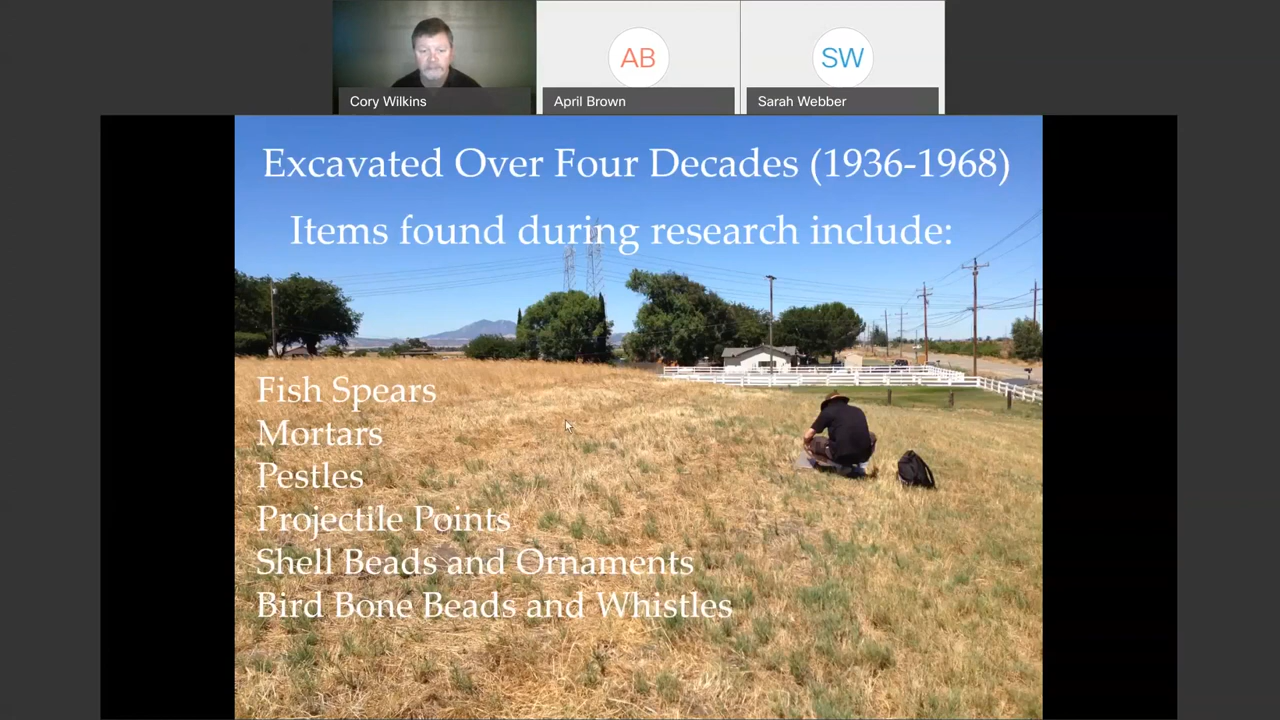 AB
SW
Cory Wilkins
April Brown
Sarah Webber
Excavated Over Four Decades (1936-1968)
Items found during research include:
Fish Spears
Mortars
Pestles
Projectile Points
Shell Beads and Ornaments
Bird Bone Beads and Whistles